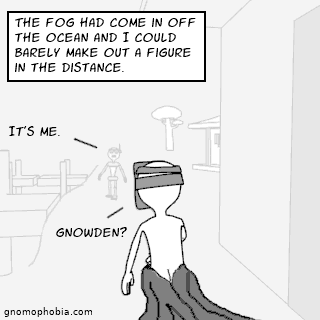 THE FOG HAD COME IN OFF
THE OCEAN AND I COULD
BARELY MAKE OUT A FIGURE
IN THE DISTANCE.
IT'S ME.
GNOWDEN?
gnomophobia.com